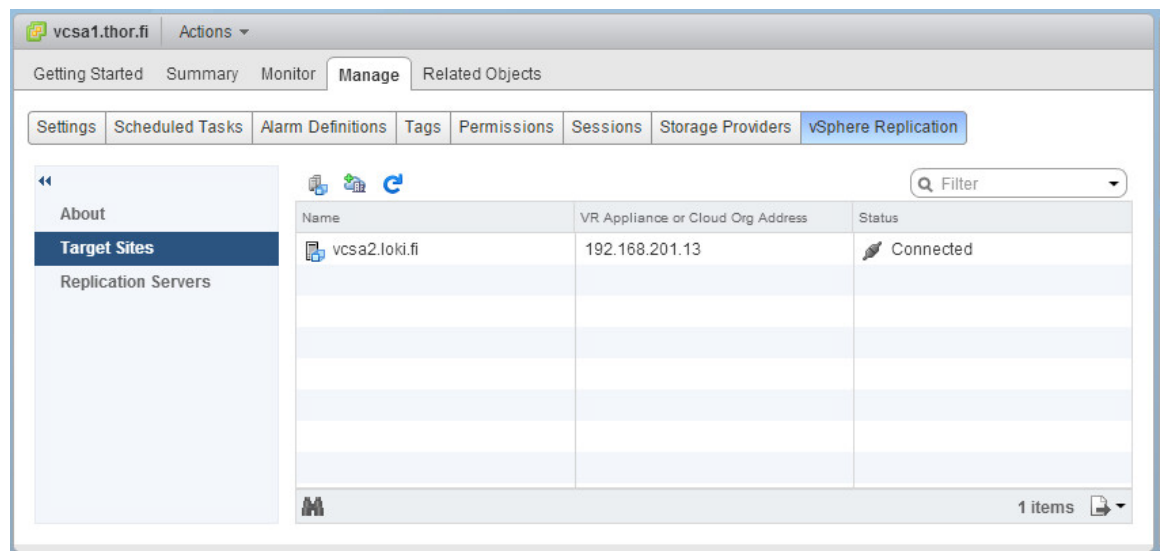 vcsa1.thor.fi Actions
Getting Started Summary Monitor Manage Related Objects
Settings Scheduled Tasks Alarm Definitions Tags Permissions Sessions Storage Providers vSphere Replication
Filter
About
Target Sites
Replication Servers
Name VR Appliance or Cloud Org Address Status
vcsa2.loki.fi 192.168.201.13 Connected
1 items